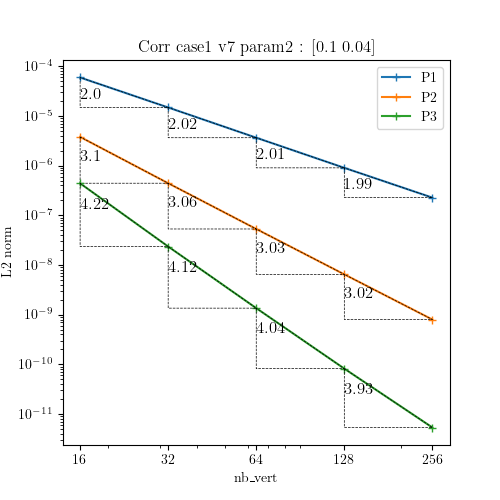 Corr case1 v7 param2 : [0.1 0.04]
P1
P2
P3
L2 norm
10⁻⁴
10⁻⁵
10⁻⁶
10⁻⁷
10⁻⁸
10⁻⁹
10⁻¹⁰
10⁻¹¹
2.0
2.02
2.01
1.99
3.1
3.06
3.03
3.02
4.22
4.12
4.04
3.93
16 32 64 128 256
nb_vert